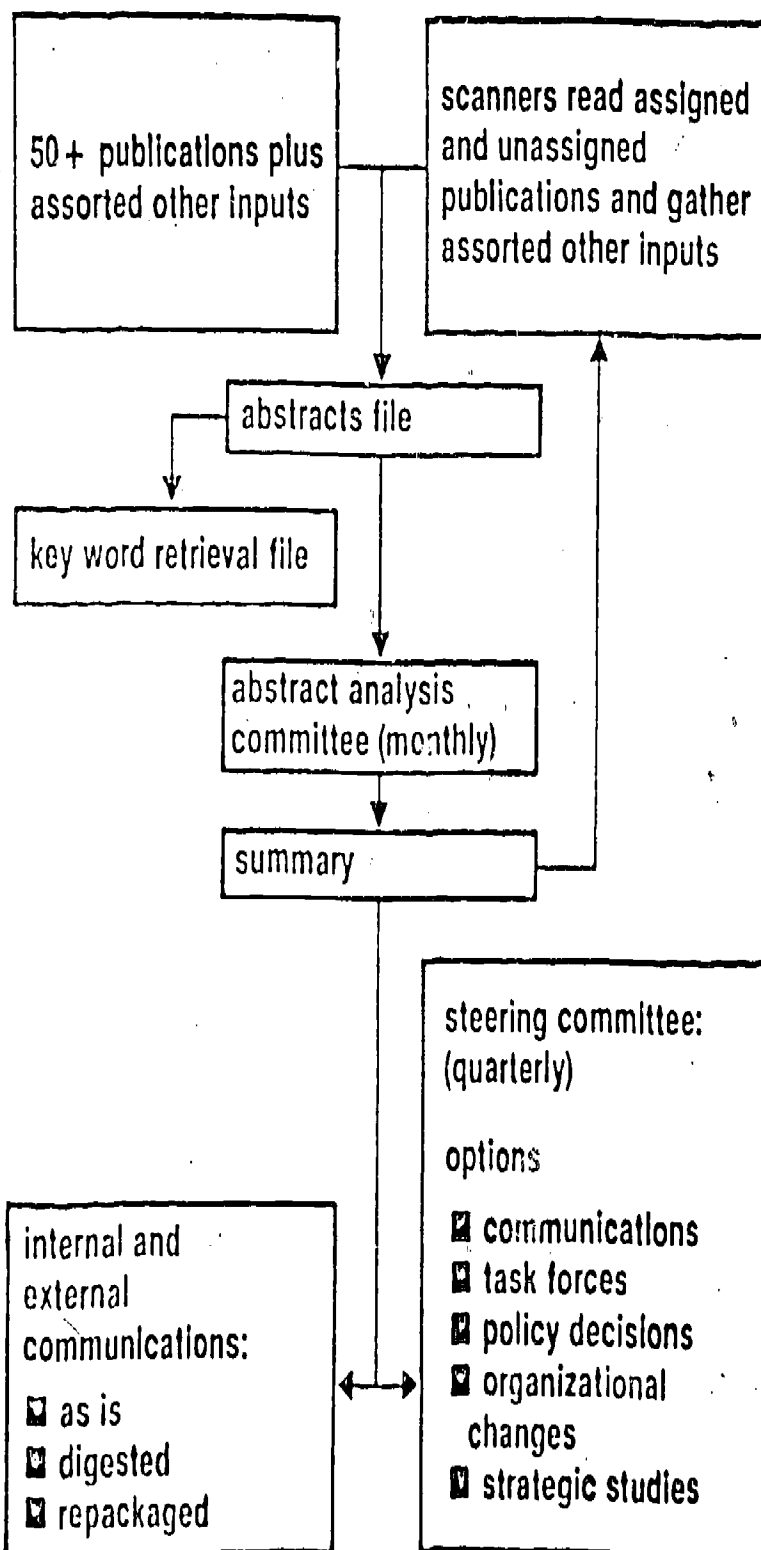 50+ publications plus
assorted other inputs
scanners read assigned
and unassigned
publications and gather
assorted other inputs
abstracts file
key word retrieval file
abstract analysis
committee (monthly)
summary
steering committee:
(quarterly)
options
communications
task forces
policy decisions
organizational
changes
strategic studies
internal and
external
communications:
as is
digested
repackaged